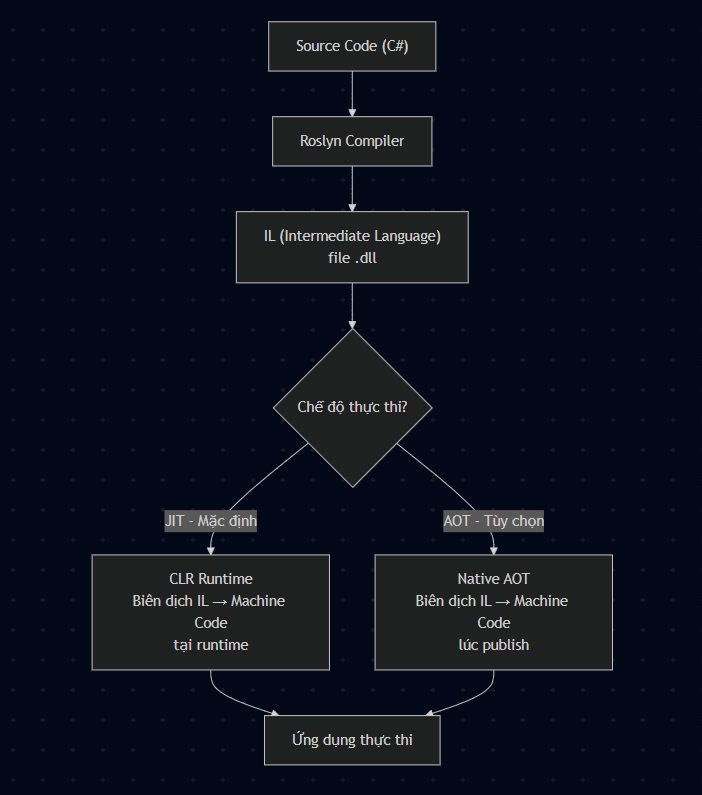 Source Code (C#)
Roslyn Compiler
IL (Intermediate Language)
file .dll
Chế độ thực thi?
JIT - Mặc định
AOT - Tùy chọn
CLR Runtime
Biên dịch IL → Machine
Code
tại runtime
Native AOT
Biên dịch IL → Machine
Code
lúc publish
Ứng dụng thực thi